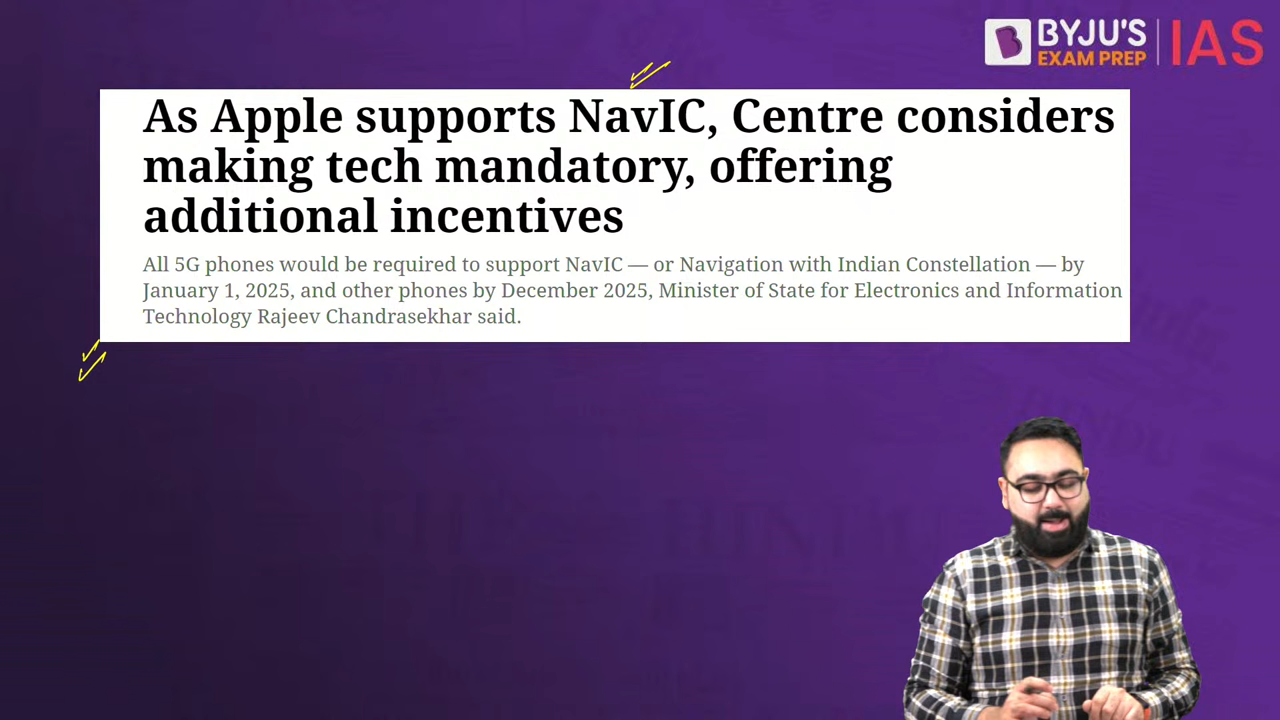 BYJU'S
EXAM PREP
IAS
As Apple supports NavIC, Centre considers
making tech mandatory, offering
additional incentives
All 5G phones would be required to support NavIC — or Navigation with Indian Constellation — by
January 1, 2025, and other phones by December 2025, Minister of State for Electronics and Information
Technology Rajeev Chandrasekhar said.